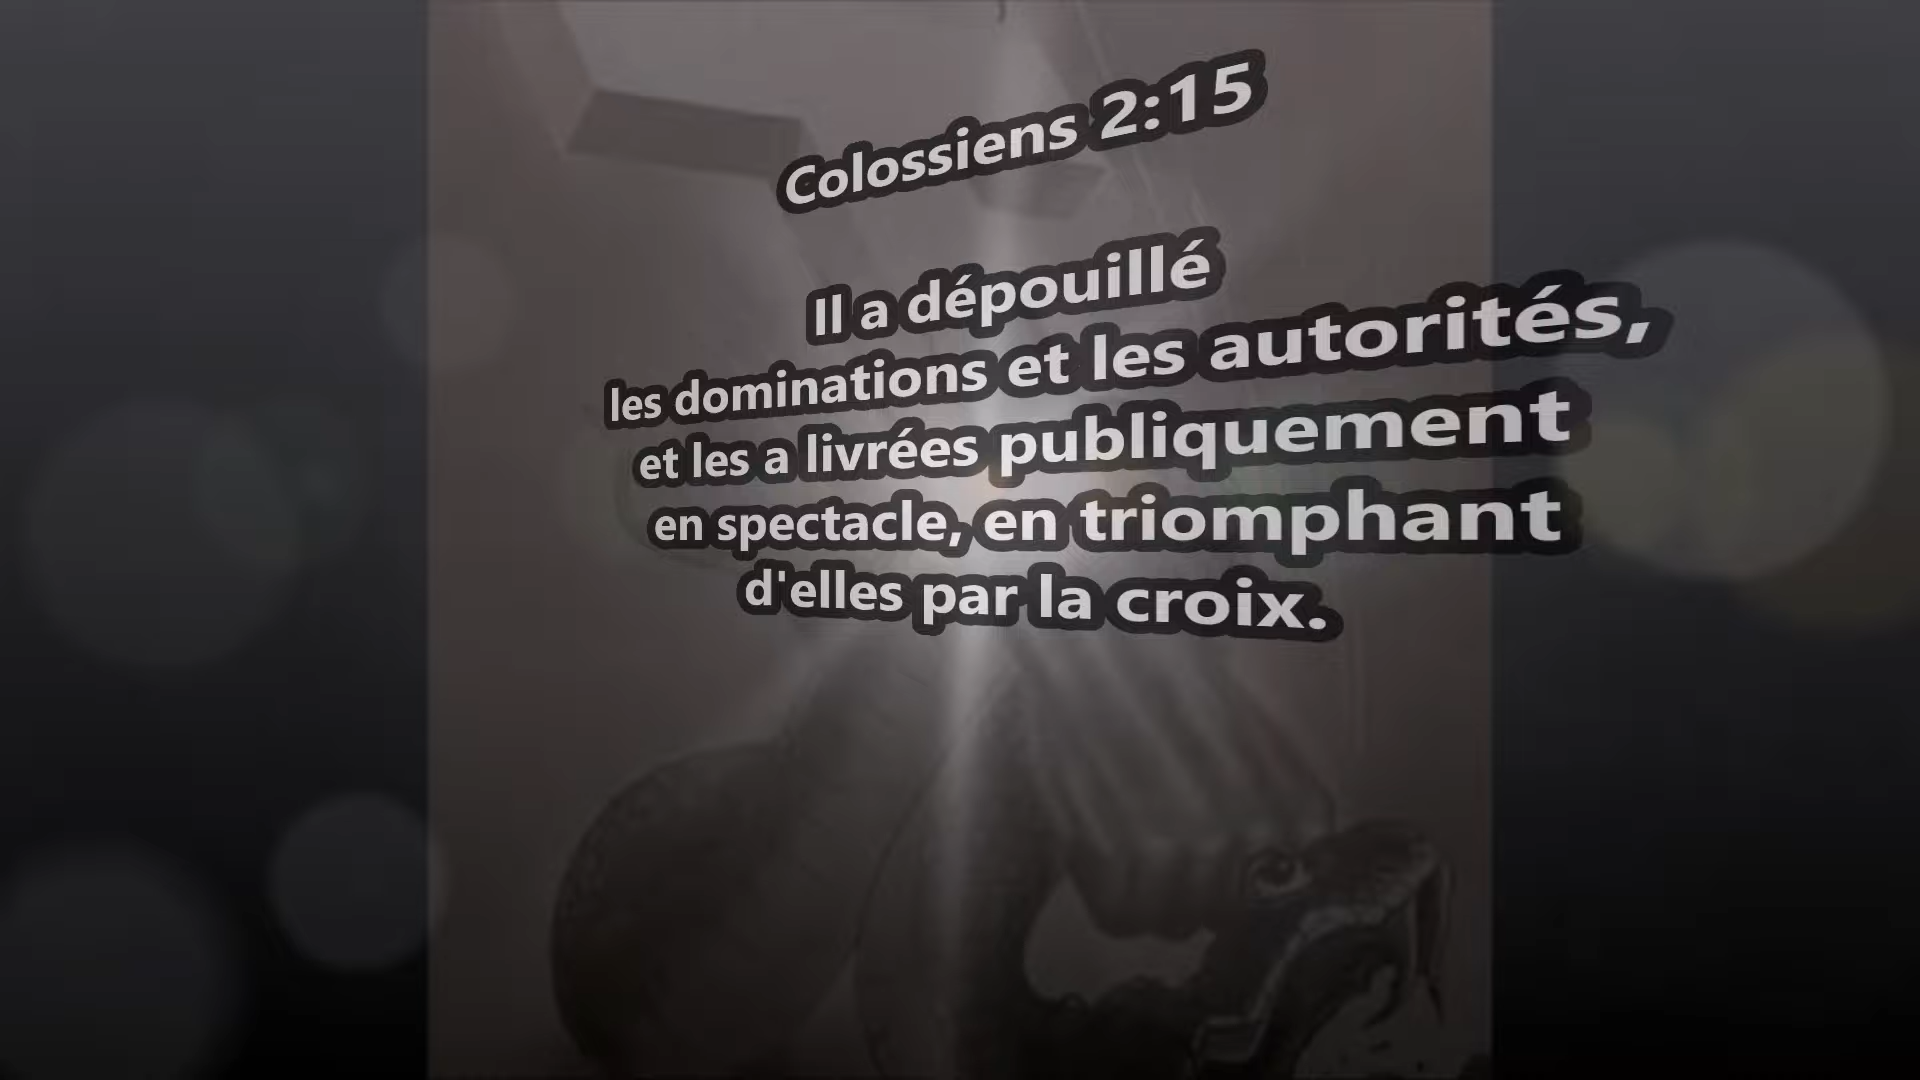 Colossiens 2:15
Il a dépouillé
les dominations et les autorités,
et les a livrées publiquement
en spectacle, en triomphant
d'elles par la croix.